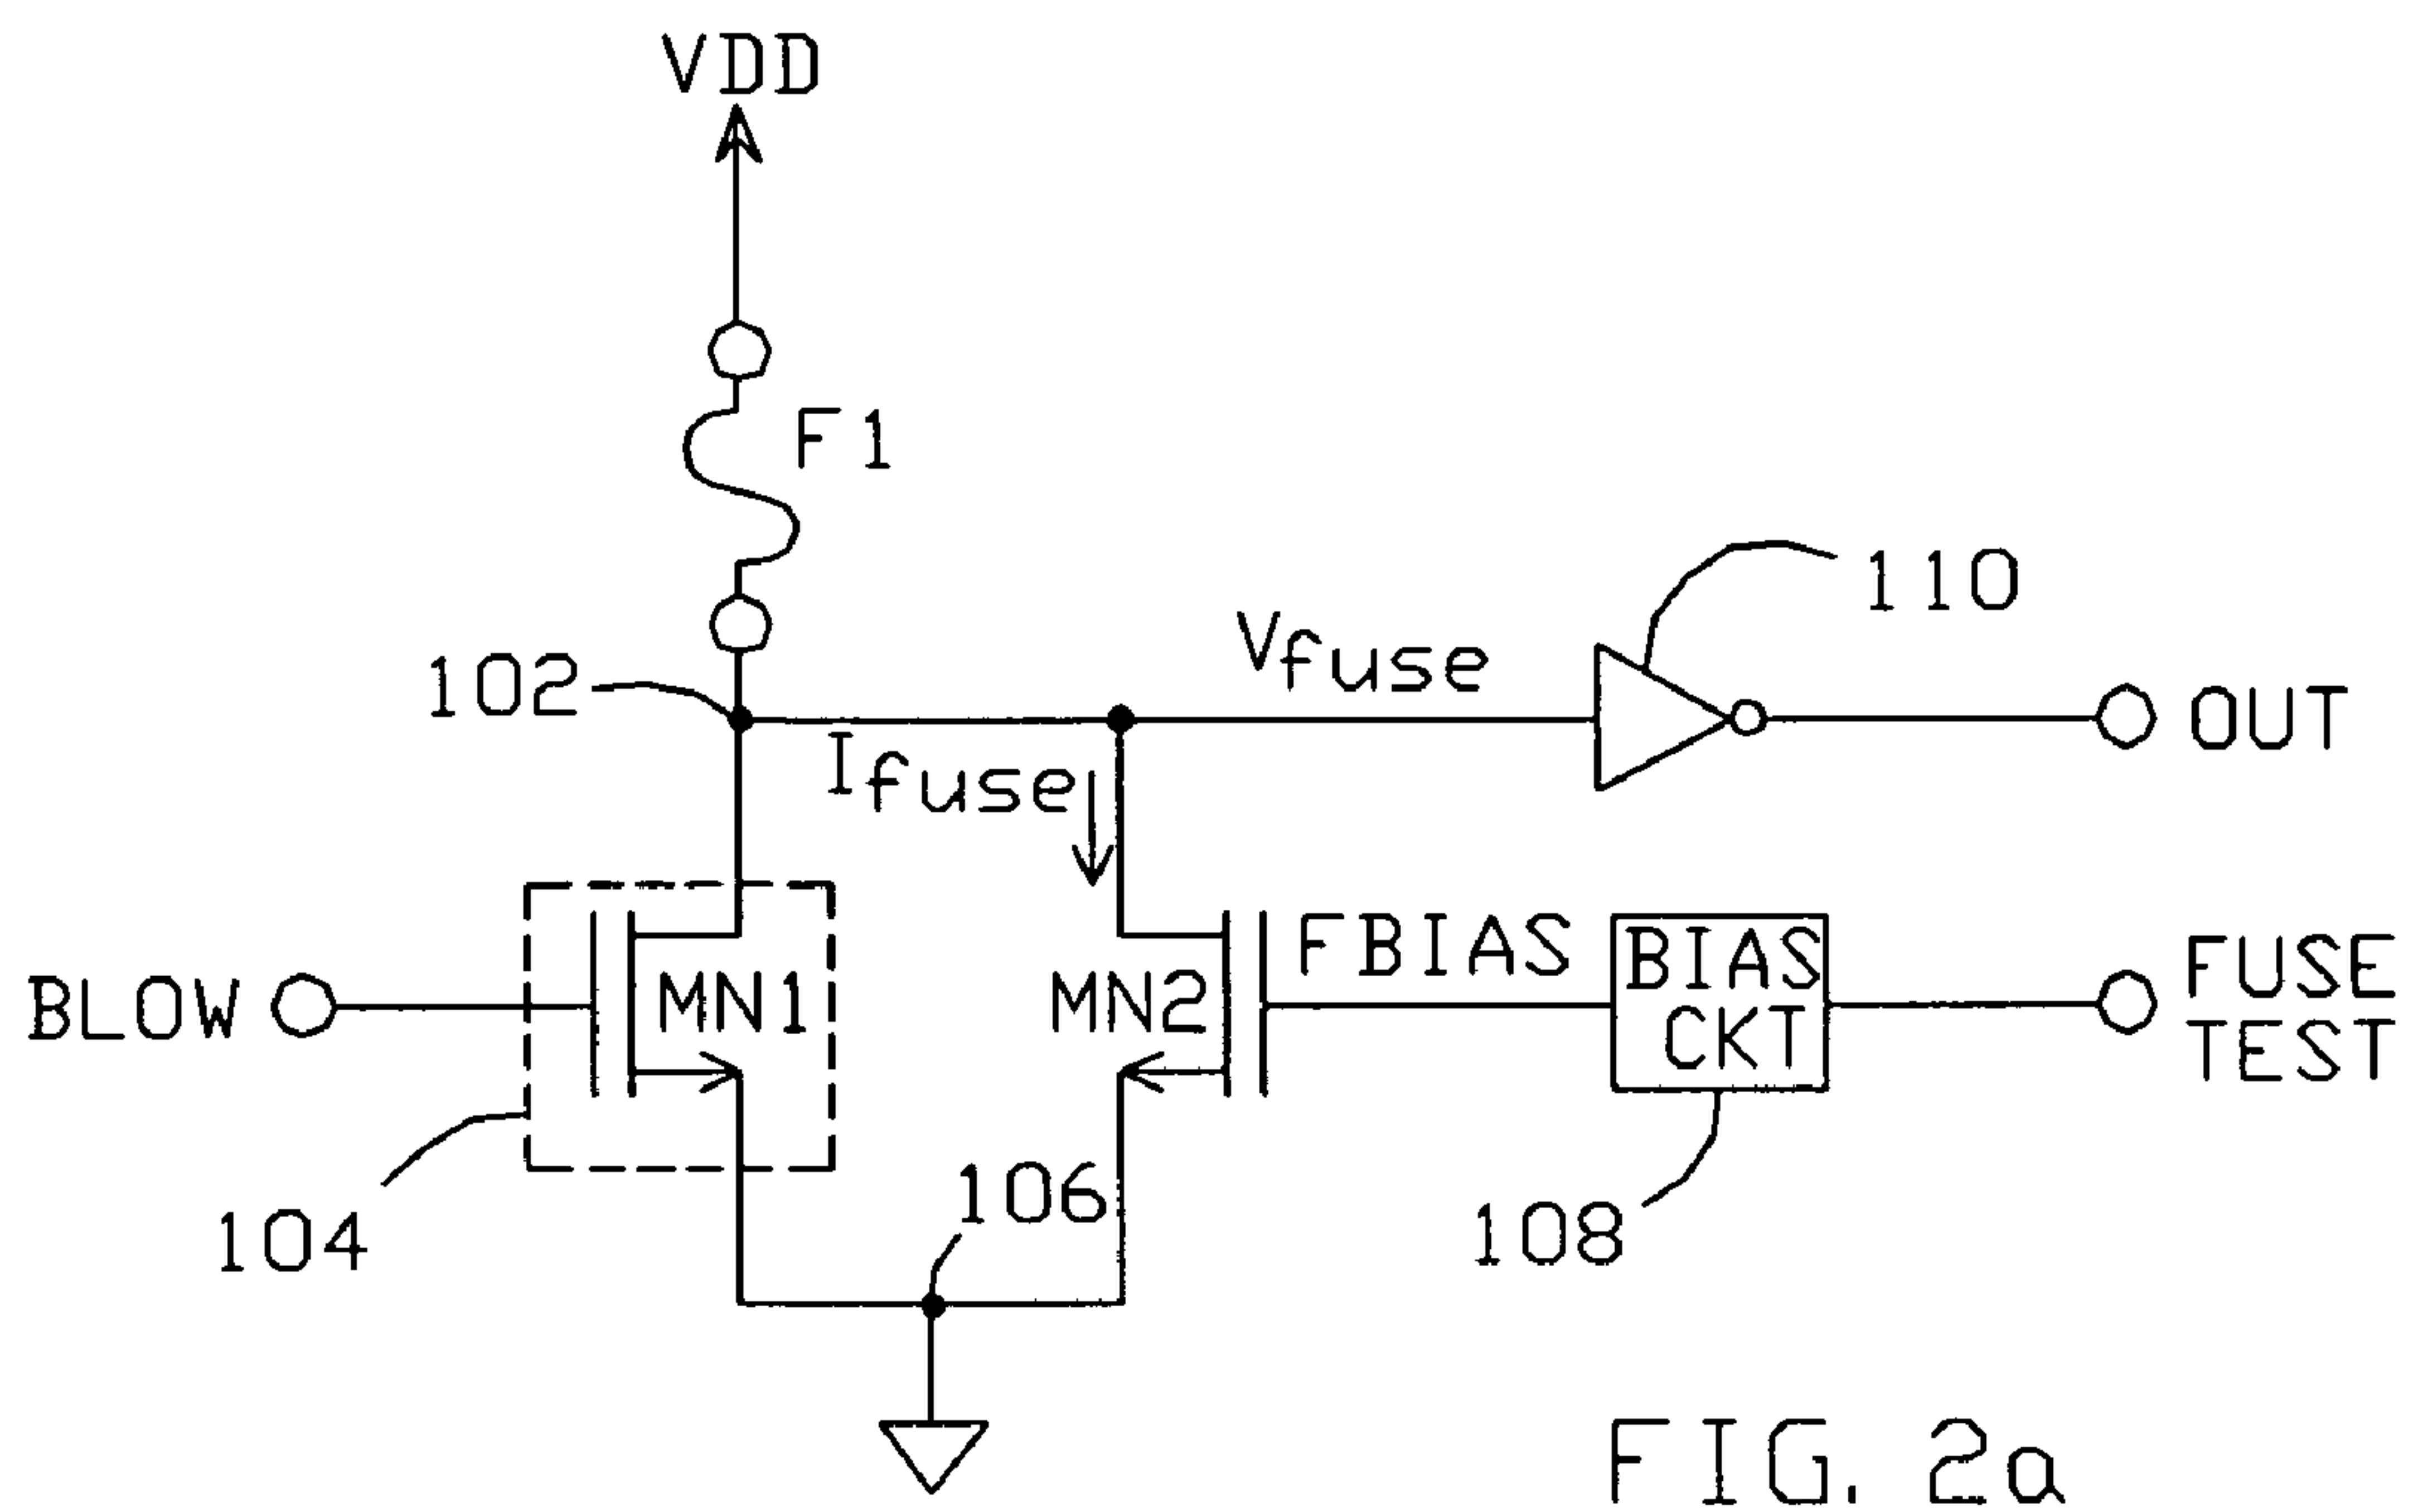 VDD
F1
110
Vfuse
102
OUT
Ifuse
FBIAS
BIAS
CKT
FUSE
TEST
BLOW
MN1
MN2
106
104
108
FIG. 2a